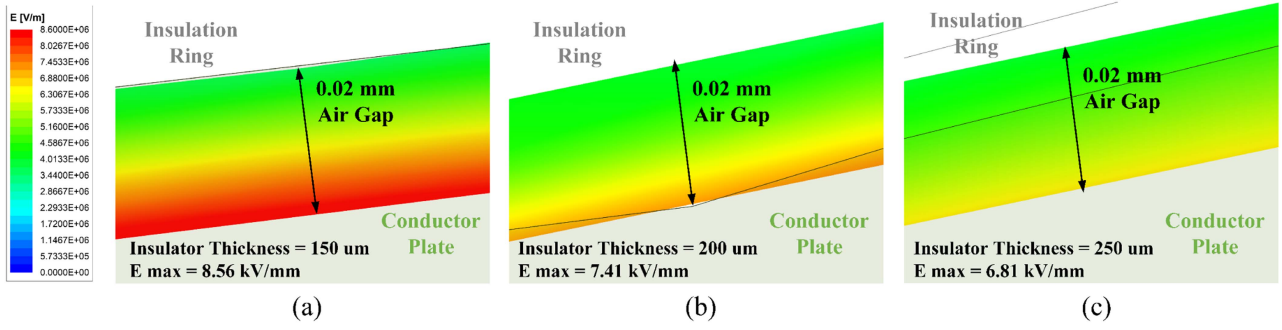 E [V/m]
8.6000E+06
8.0267E+06
7.4533E+06
6.8800E+06
6.3067E+06
5.7333E+06
5.1600E+06
4.5867E+06
4.0133E+06
3.4400E+06
2.8667E+06
2.2933E+06
1.7200E+06
1.1467E+06
5.7333E+05
0.0000E+00
Insulation
Ring
0.02 mm
Air Gap
Conductor
Plate
Insulator Thickness = 150 um
E max = 8.56 kV/mm
(a)
Insulation
Ring
0.02 mm
Air Gap
Conductor
Plate
Insulator Thickness = 200 um
E max = 7.41 kV/mm
(b)
Insulation
Ring
0.02 mm
Air Gap
Conductor
Plate
Insulator Thickness = 250 um
E max = 6.81 kV/mm
(c)